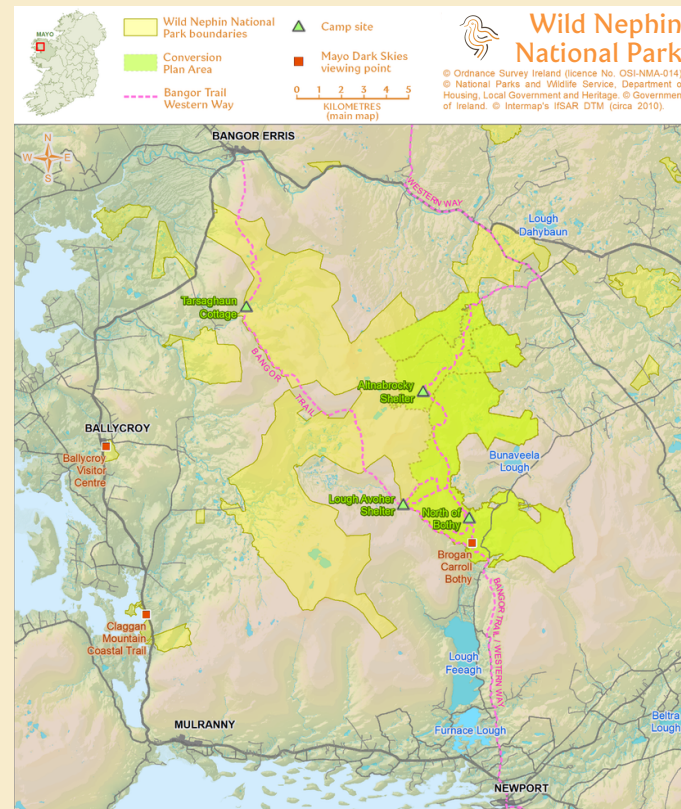 MAYO
Wild Nephin National
Park boundaries
Conversion
Plan Area
Bangor Trail
Western Way
Camp site
Mayo Dark Skies
viewing point
0 1 2 3 4 5
KILOMETRES
(main map)
Wild Nephin
National Park
© Ordnance Survey Ireland (licence No. OSI-NMA-014)
© National Parks and Wildlife Service, Department o
Housing, Local Government and Heritage. © Government
of Ireland. © Intermap's IfSAR DTM (circa 2010).
N
W E
S
BANGOR ERRIS
WESTERN WAY
Lough
Dahybaun
Tarsaghaun
Cottage
BANGOR
TRAIL
Altnabrocky
Shelter
BALLYCROY
Ballycroy
Visitor
Centre
Bunaveela
Lough
Lough Avoher
Shelter
North of
Bothy
Brogan
Carroll
Bothy
BANGOR TRAIL / WESTERN WAY
Claggan
Mountain
Coastal Trail
Lough
Feeagh
Beltra
Lough
MULRANNY
Furnace Lough
NEWPORT